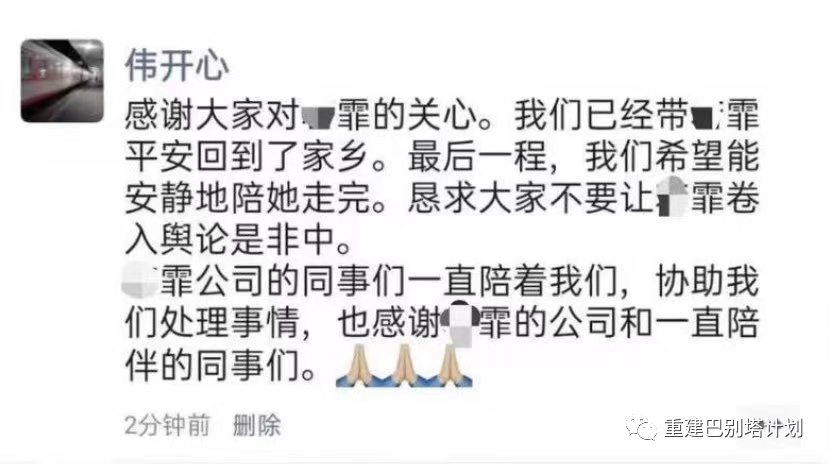 伟开心
感谢大家对霏的关心。我们已经带霏
平安回到了家乡。最后一程，我们希望能
安静地陪她走完。恳求大家不要让霏卷
入舆论是非中。
霏公司的同事们一直陪着我们，协助我
们处理事情，也感谢霏的公司和一直陪
伴的同事们。🙏🙏🙏
2分钟前 删除
重建巴别塔计划